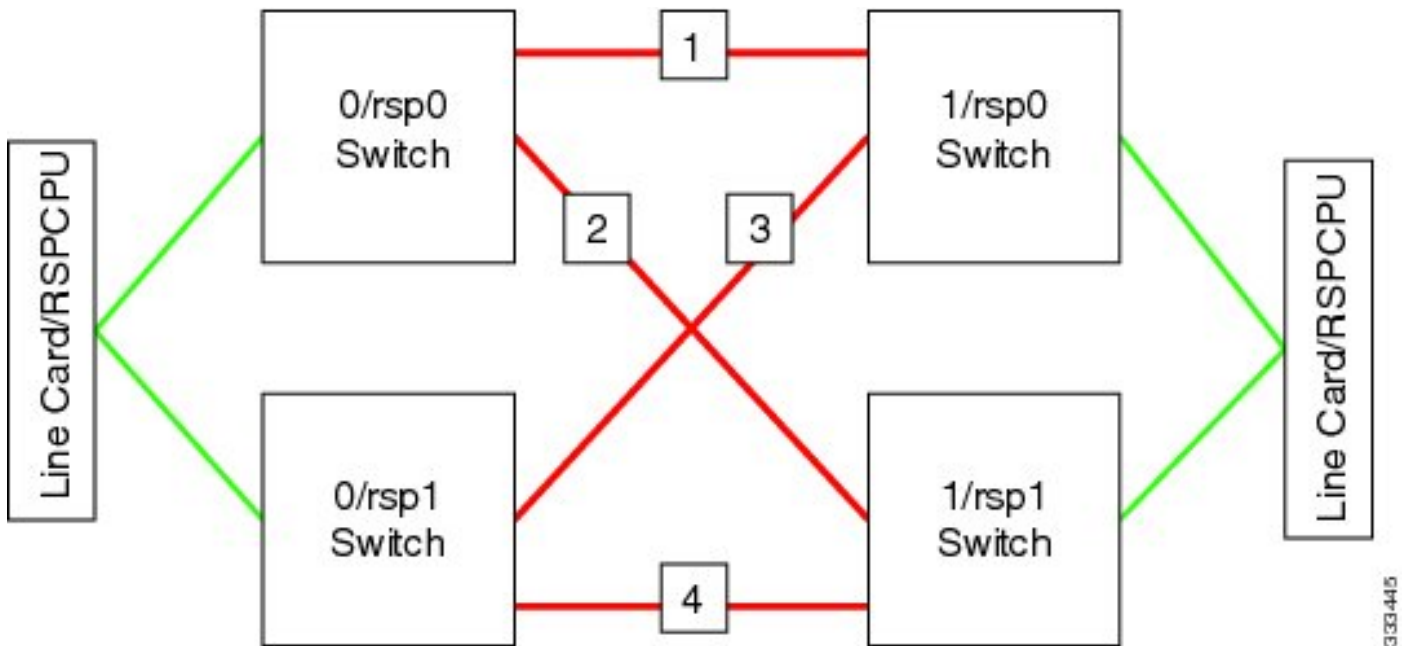 0/rsp0
Switch
1
1/rsp0
Switch
Line Card/RSPCPU
2
3
Line Card/RSPCPU
0/rsp1
Switch
1/rsp1
Switch
4
333445